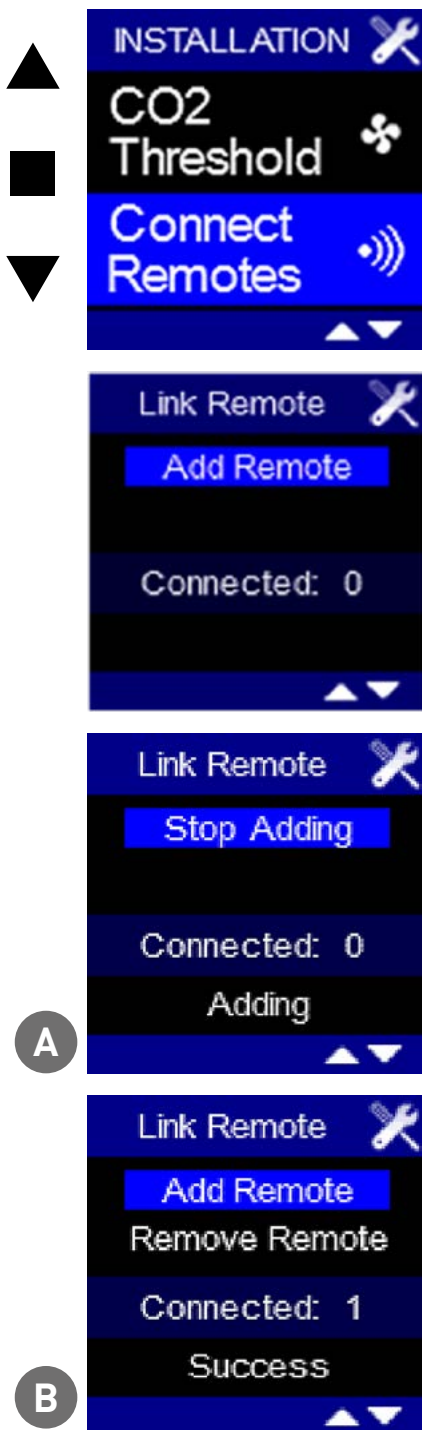 INSTALLATION
CO2
Threshold
Connect
Remotes
Link Remote
Add Remote
Connected: 0
Link Remote
Stop Adding
Connected: 0
Adding
A
Link Remote
Add Remote
Remove Remote
Connected: 1
Success
B